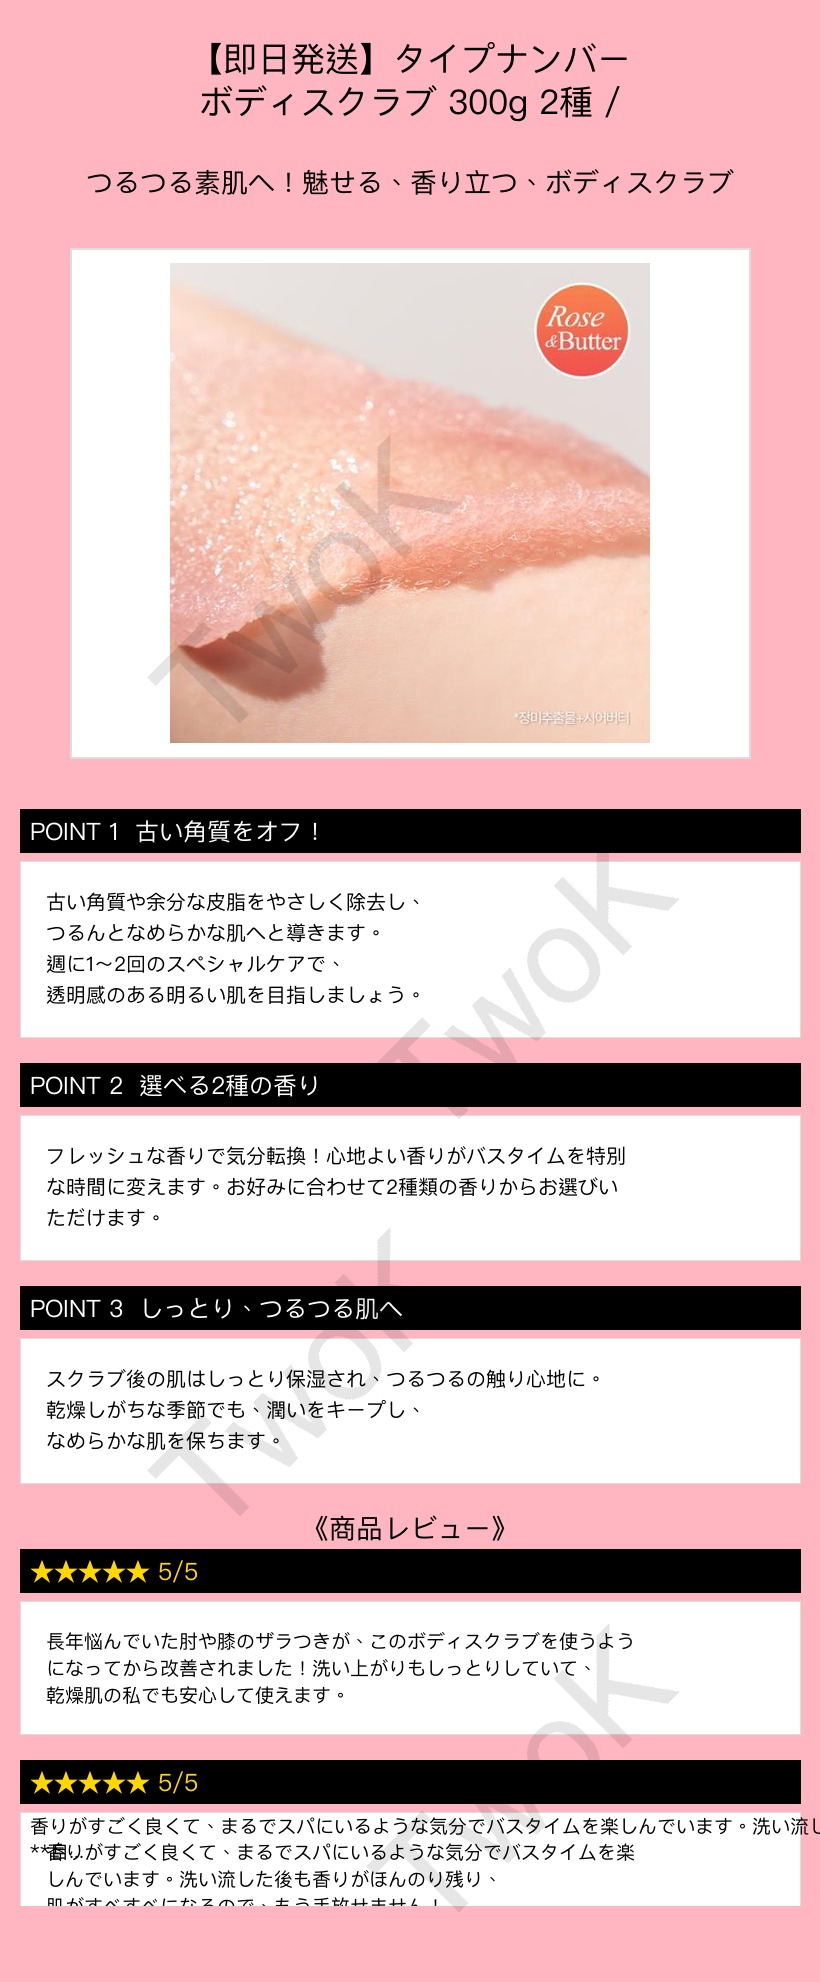 【即日発送】タイプナンバー
ボディスクラブ 300g 2種 /
つるつる素肌へ！魅せる、香り立つ、ボディスクラブ
Rose
&Butter
TwoK
*장미추출물+시어버터
POINT 1 古い角質をオフ！
古い角質や余分な皮脂をやさしく除去し、
つるんとなめらかな肌へと導きます。
週に1〜2回のスペシャルケアで、
透明感のある明るい肌を目指しましょう。
TwoK
POINT 2 選べる2種の香り
フレッシュな香りで気分転換！心地よい香りがバスタイムを特別
な時間に変えます。お好みに合わせて2種類の香りからお選びい
ただけます。
POINT 3 しっとり、つるつる肌へ
スクラブ後の肌はしっとり保湿され、つるつるの触り心地に。
乾燥しがちな季節でも、潤いをキープし、
なめらかな肌を保ちます。
TwoK
《商品レビュー》
★★★★★ 5/5
長年悩んでいた肘や膝のザラつきが、このボディスクラブを使うよう
になってから改善されました！洗い上がりもしっとりしていて、
乾燥肌の私でも安心して使えます。
TwoK
★★★★★ 5/5
香りがすごく良くて、まるでスパにいるような気分でバスタイムを楽しんでいます。洗い流し
香りがすごく良くて、まるでスパにいるような気分でバスタイムを楽
しんでいます。洗い流した後も香りがほんのり残り、
肌がすべすべになるので、もう手放せません！